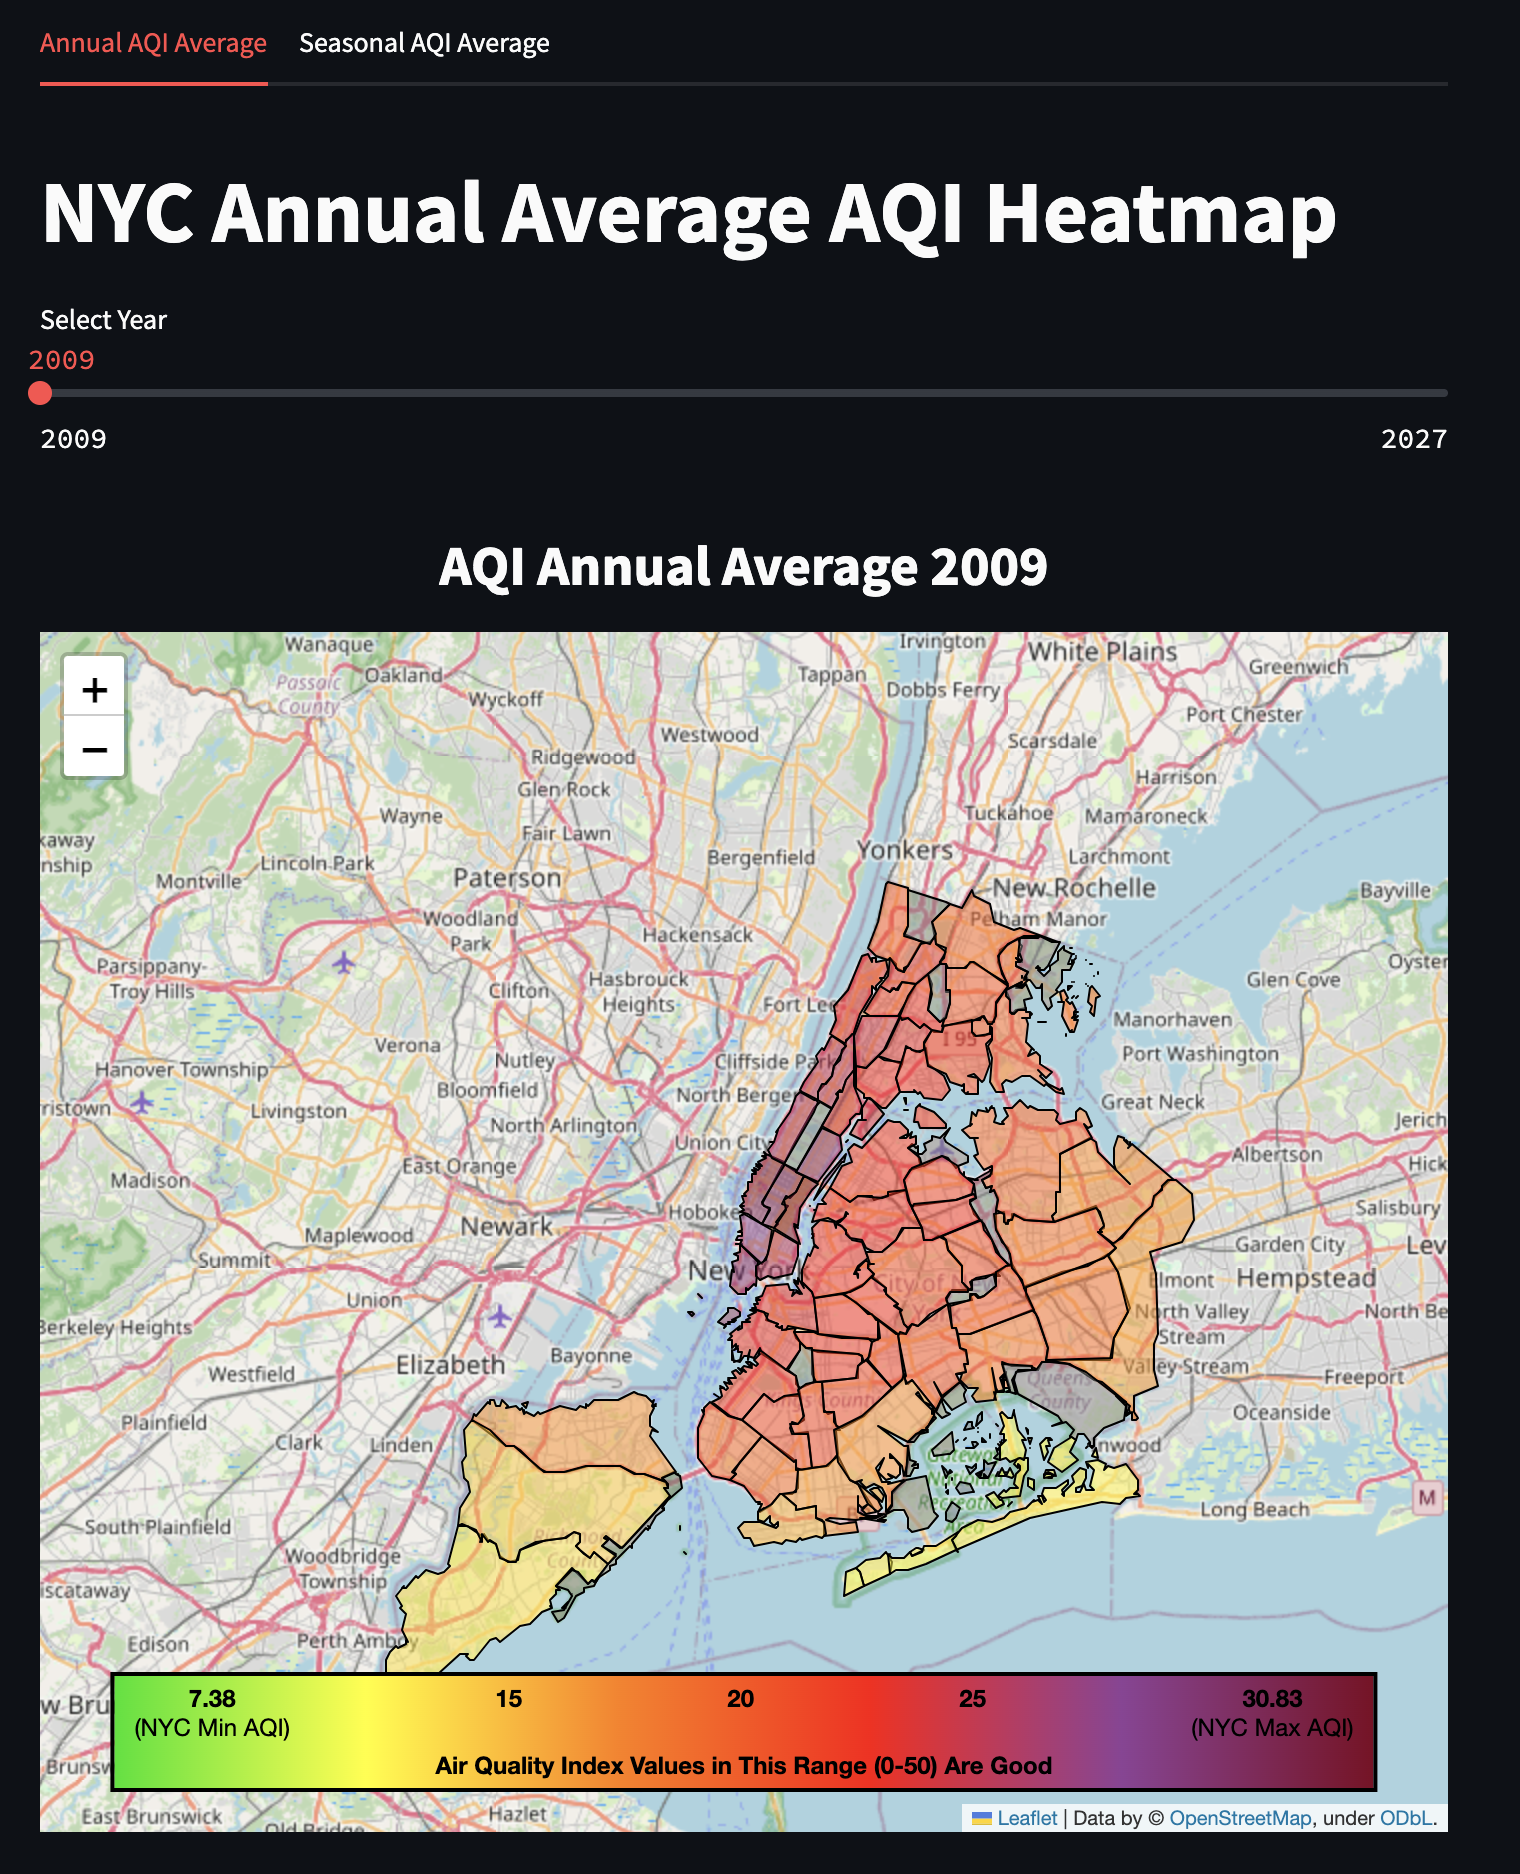 Annual AQI Average
Seasonal AQI Average
NYC Annual Average AQI Heatmap
Select Year
2009
2009
2027
AQI Annual Average 2009
+
−
Wanaque
Oakland
Passaic
County
Wyckoff
Ridgewood
Glen Rock
Westwood
Tappan
Irvington
Dobbs Ferry
White Plains
Greenwich
Port Chester
Scarsdale
Harrison
Wayne
Fair Lawn
Tuckahoe
Mamaroneck
kaway
nship
Lincoln Park
Montville
Paterson
Bergenfield
Yonkers
Larchmont
New Rochelle
Bayville
Pelham Manor
Woodland
Park
Hackensack
Parsippany-
Troy Hills
Clifton
Hasbrouck
Heights
Fort Lee
Glen Cove
Oyster
Manorhaven
Port Washington
I 95
Verona
Nutley
Cliffside Park
Hanover Township
Bloomfield
North Bergen
Great Neck
ristown
Livingston
North Arlington
Union City
Jerich
East Orange
Albertson
Hick
Madison
Salisbury
Hoboke
Newark
Maplewood
Summit
Garden City
Lev
New York
City of New
Elmont
Hempstead
Union
North Valley
Stream
North Be
Berkeley Heights
Bayonne
Elizabeth
Westfield
Valley Stream
Freeport
Queens
County
Kings County
Plainfield
Clark
Linden
Oceanside
nwood
Gateway
National
Recreation
Area
Long Beach
M
South Plainfield
Richmond
County
Woodbridge
Township
iscataway
Edison
Perth Amboy
w Bru
7.38
15
20
25
30.83
(NYC Min AQI)
(NYC Max AQI)
Air Quality Index Values in This Range (0-50) Are Good
Brunsw
East Brunswick
Old Bridge
Hazlet
Leaflet | Data by © OpenStreetMap, under ODbL.